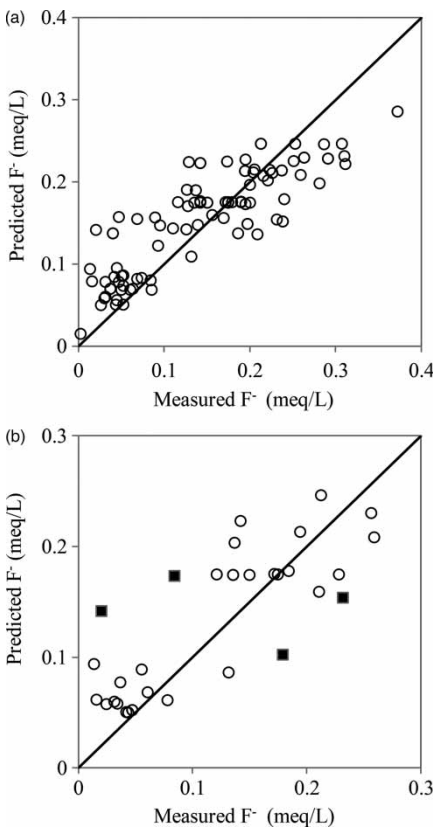 (a)
0.4
0.3
0.2
0.1
0
Predicted F⁻ (meq/L)
0 0.1 0.2 0.3 0.4
Measured F⁻ (meq/L)
(b)
0.3
0.2
0.1
0
Predicted F⁻ (meq/L)
0 0.1 0.2 0.3
Measured F⁻ (meq/L)